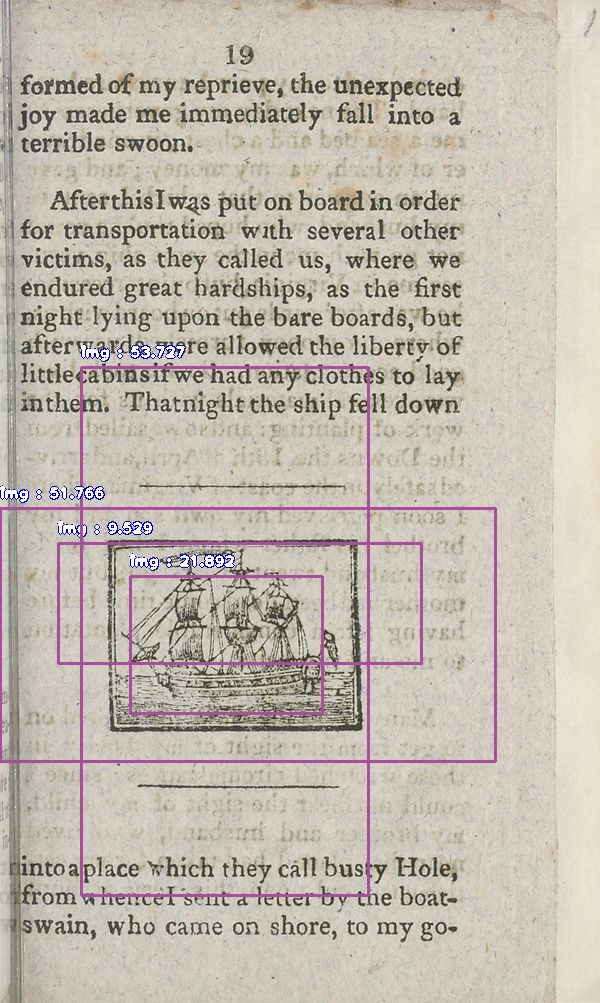 19
formed of my reprieve, the unexpected
joy made me immediately fall into a
terrible swoon.
After this I was put on board in order
for transportation with several other
victims, as they called us, where we
endured great hardships, as the first
night lying upon the bare boards, but
afterwards were allowed the liberty of
img : 53.727
little cabins if we had any clothes to lay
in them. That night the ship fell down
img : 51.766
img : 9.529
img : 21.892
into a place which they call busty Hole,
from whence I sent a letter by the boat-
swain, who came on shore, to my go-